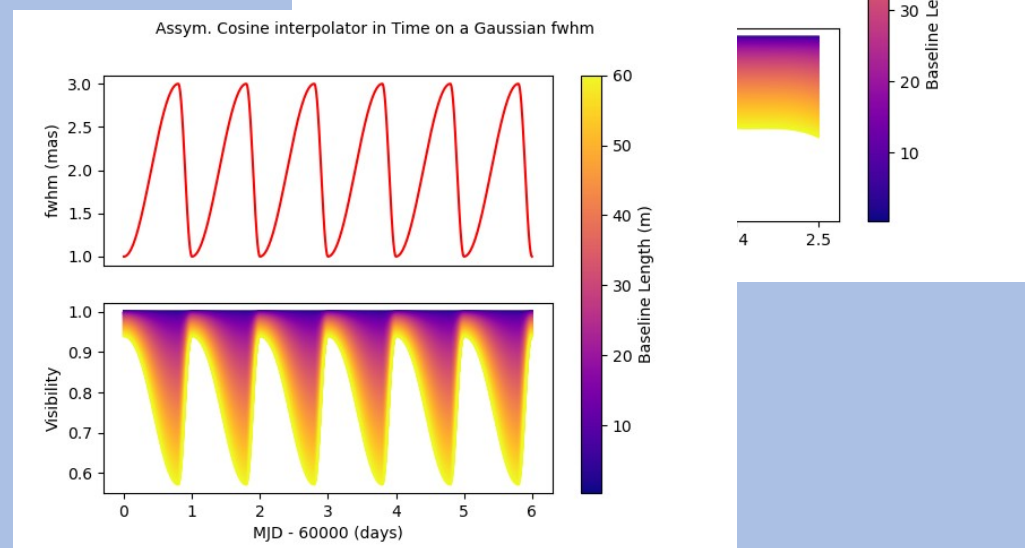 Assym. Cosine interpolator in Time on a Gaussian fwhm
3.0
2.5
2.0
1.5
1.0
fwhm (mas)
1.0
0.9
0.8
0.7
0.6
Visibility
0 1 2 3 4 5 6
MJD - 60000 (days)
60
50
40
30
20
10
Baseline Length (m)
4 2.5
30
20
10
Baseline Le